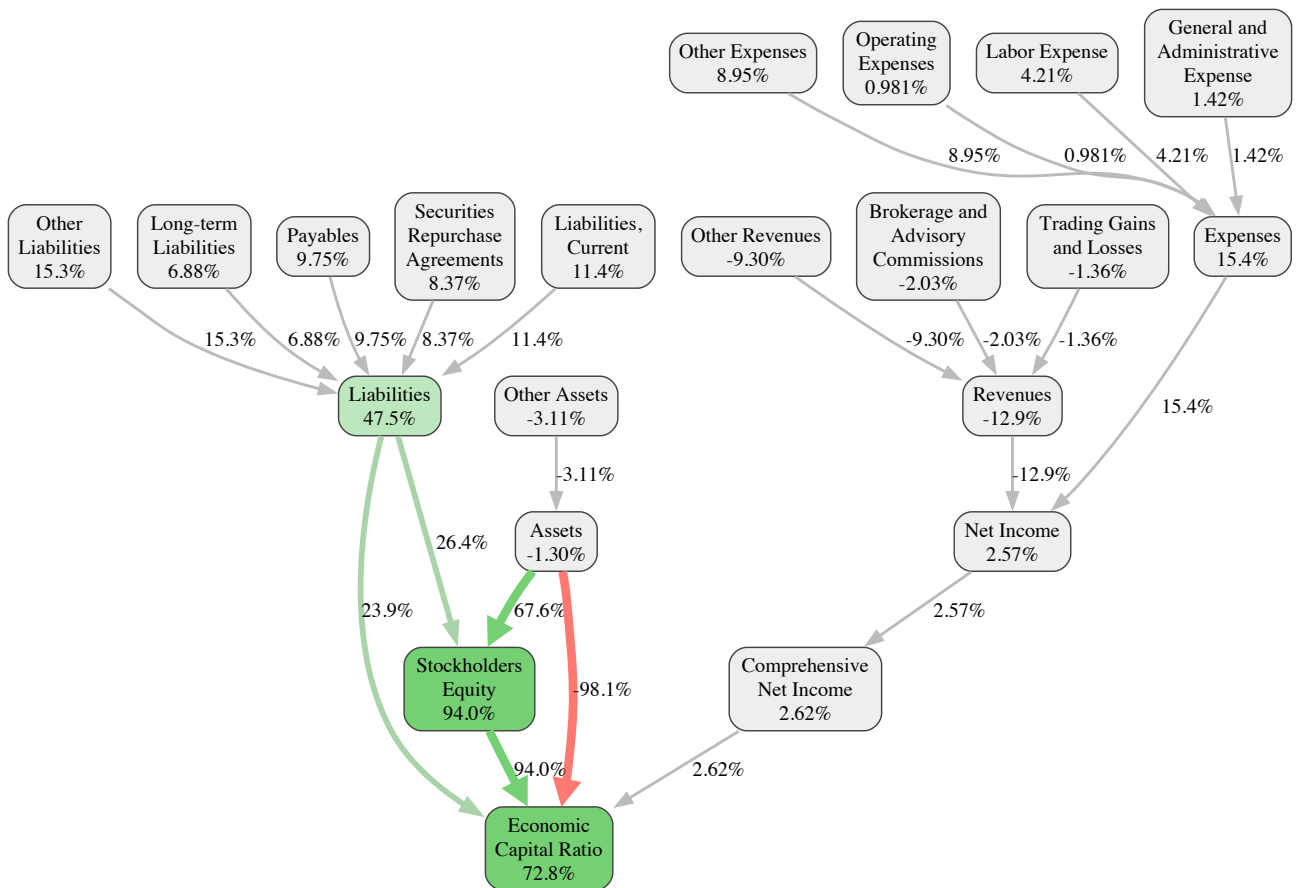 Other Expenses
8.95%
Operating
Expenses
0.981%
Labor Expense
4.21%
General and
Administrative
Expense
1.42%
8.95%
0.981%
4.21%
1.42%
Other
Liabilities
15.3%
Long-term
Liabilities
6.88%
Payables
9.75%
Securities
Repurchase
Agreements
8.37%
Liabilities,
Current
11.4%
Other Revenues
-9.30%
Brokerage and
Advisory
Commissions
-2.03%
Trading Gains
and Losses
-1.36%
Expenses
15.4%
15.3%
6.88%
9.75%
8.37%
11.4%
-9.30%
-2.03%
-1.36%
15.4%
Liabilities
47.5%
Other Assets
-3.11%
Revenues
-12.9%
-3.11%
-12.9%
Assets
-1.30%
Net Income
2.57%
26.4%
23.9%
67.6%
2.57%
Stockholders
Equity
94.0%
-98.1%
Comprehensive
Net Income
2.62%
94.0%
2.62%
Economic
Capital Ratio
72.8%